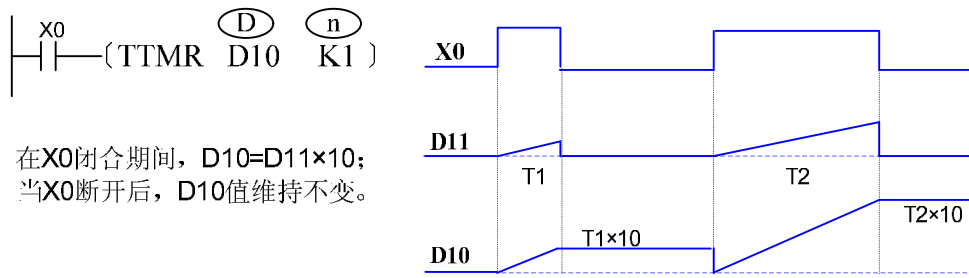 X0
D n
〔TTMR D10 K1〕
在X0闭合期间，D10=D11×10；
当X0断开后，D10值维持不变。
X0
D11
T1
T2
D10
T1×10
T2×10